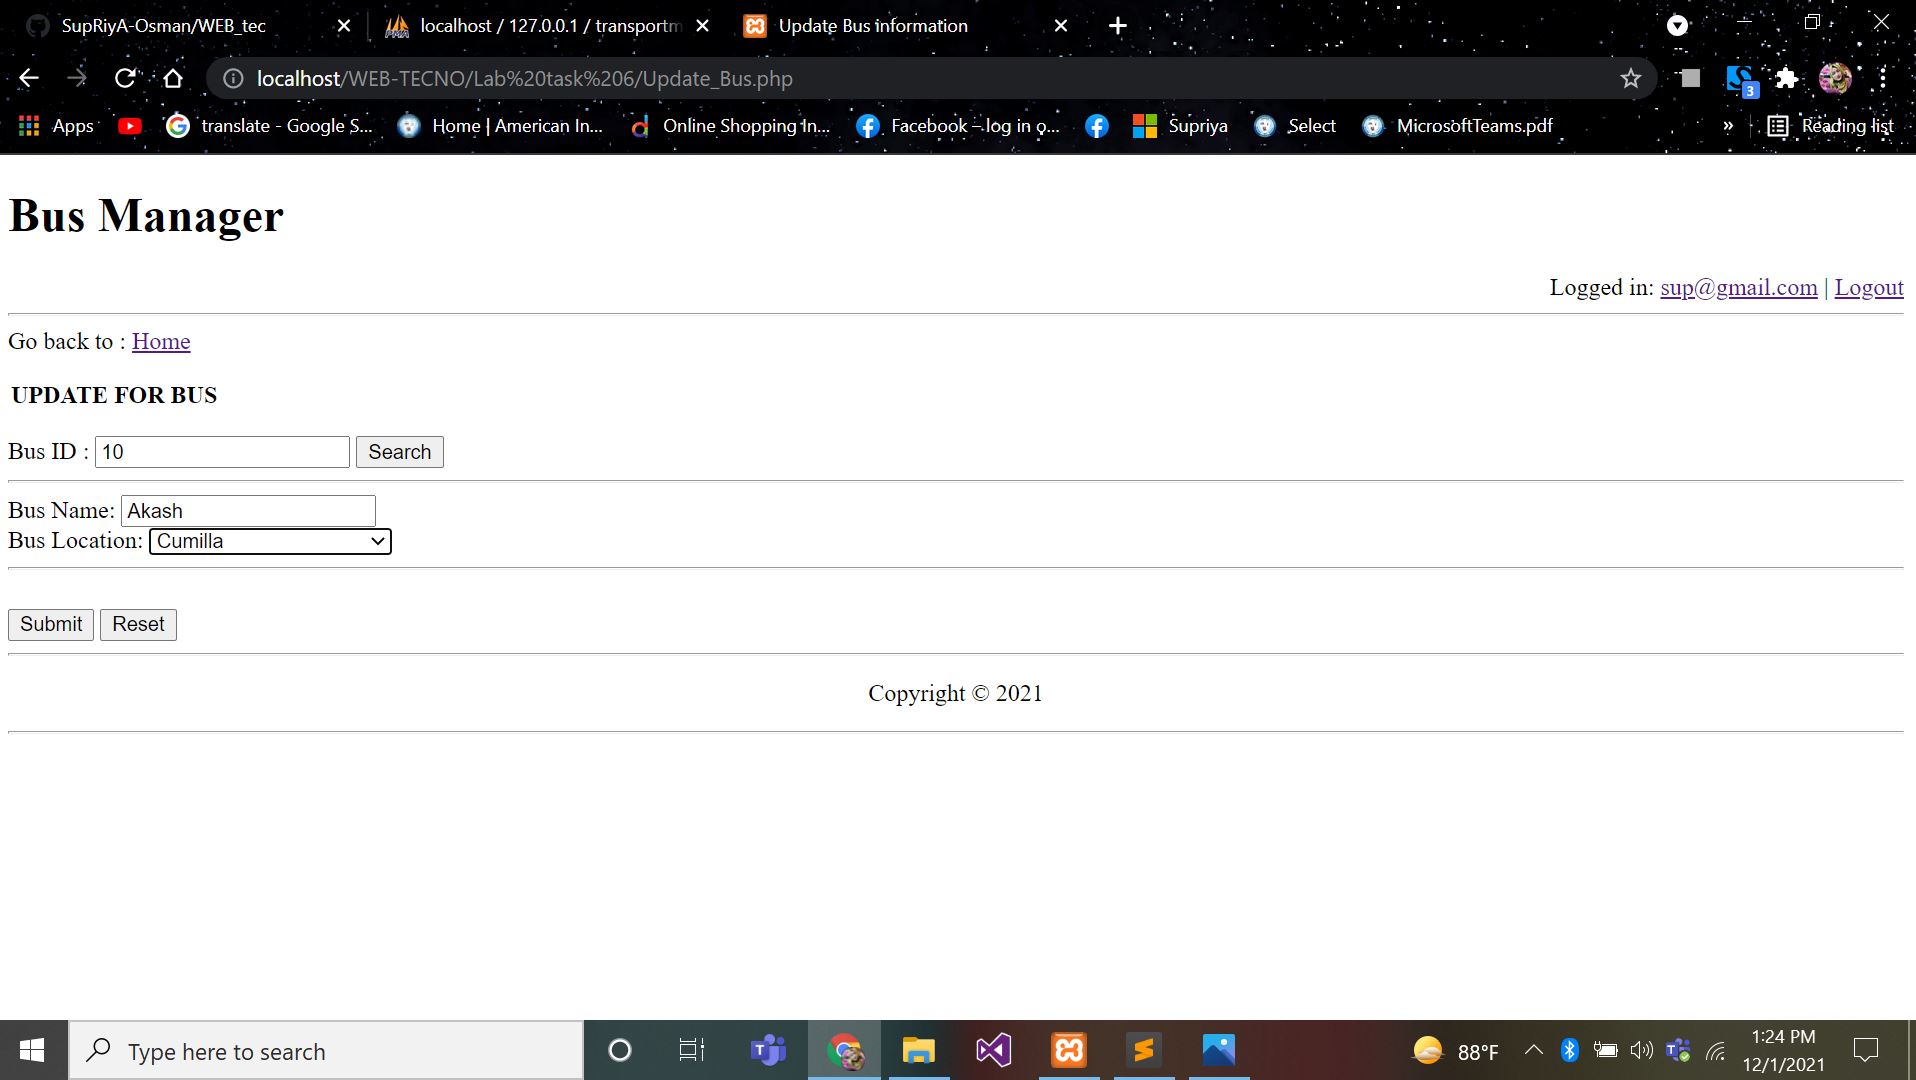 SupRiyA-Osman/WEB_tec
localhost / 127.0.0.1 / transportm
Update Bus information
localhost/WEB-TECNO/Lab%20task%206/Update_Bus.php
3
Apps
translate - Google S...
Home | American In...
Online Shopping In...
Facebook – log in o...
Supriya
Select
MicrosoftTeams.pdf
»
Reading list
Bus Manager
Logged in: sup@gmail.com | Logout
Go back to : Home
UPDATE FOR BUS
Bus ID : 10 Search
Bus Name: Akash
Bus Location: Cumilla
Submit Reset
Copyright © 2021
Type here to search
88°F
1:24 PM
12/1/2021